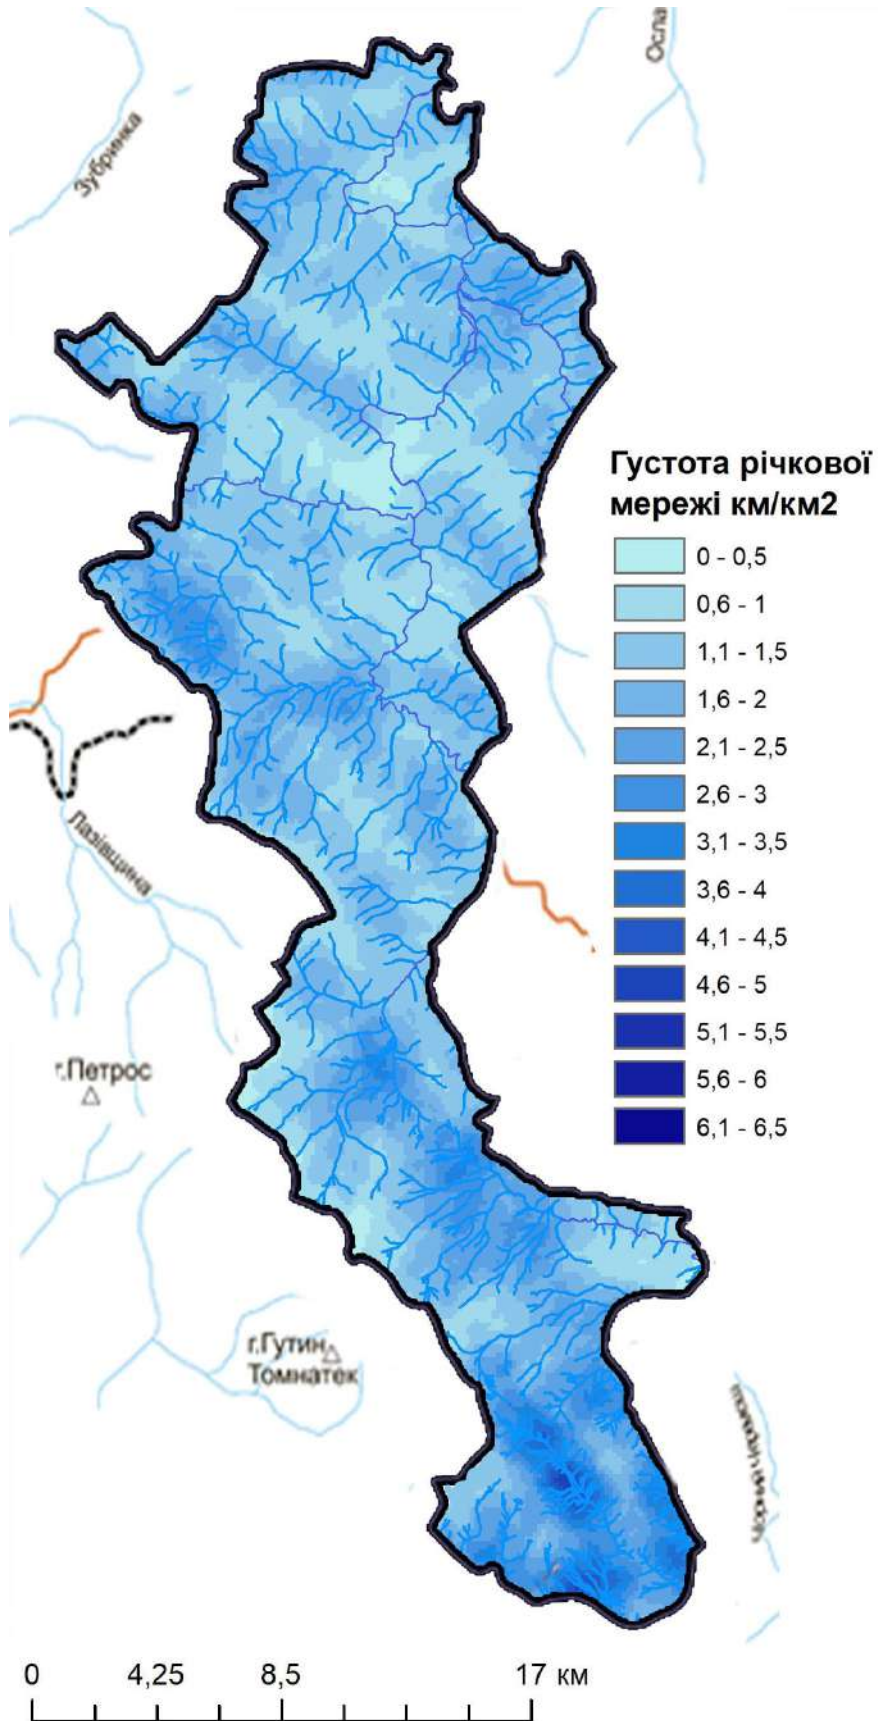 Осла
Зубринка
Густота річкової
мережі км/км2
0 - 0,5
0,6 - 1
1,1 - 1,5
1,6 - 2
2,1 - 2,5
2,6 - 3
3,1 - 3,5
3,6 - 4
4,1 - 4,5
4,6 - 5
5,1 - 5,5
5,6 - 6
6,1 - 6,5
Лазівщина
г.Петрос
г.Гутин
Томнатек
Чорний Черемош
0 4,25 8,5 17 км